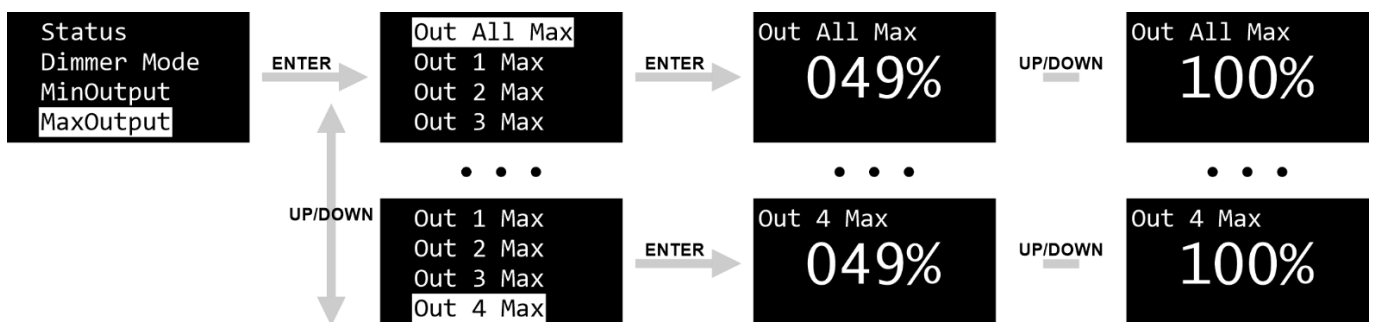 Status
Dimmer Mode
MinOutput
MaxOutput
ENTER
Out All Max
Out 1 Max
Out 2 Max
Out 3 Max
ENTER
Out All Max
049%
UP/DOWN
Out All Max
100%
• • •
• • •
• • •
UP/DOWN
Out 1 Max
Out 2 Max
Out 3 Max
Out 4 Max
ENTER
Out 4 Max
049%
UP/DOWN
Out 4 Max
100%